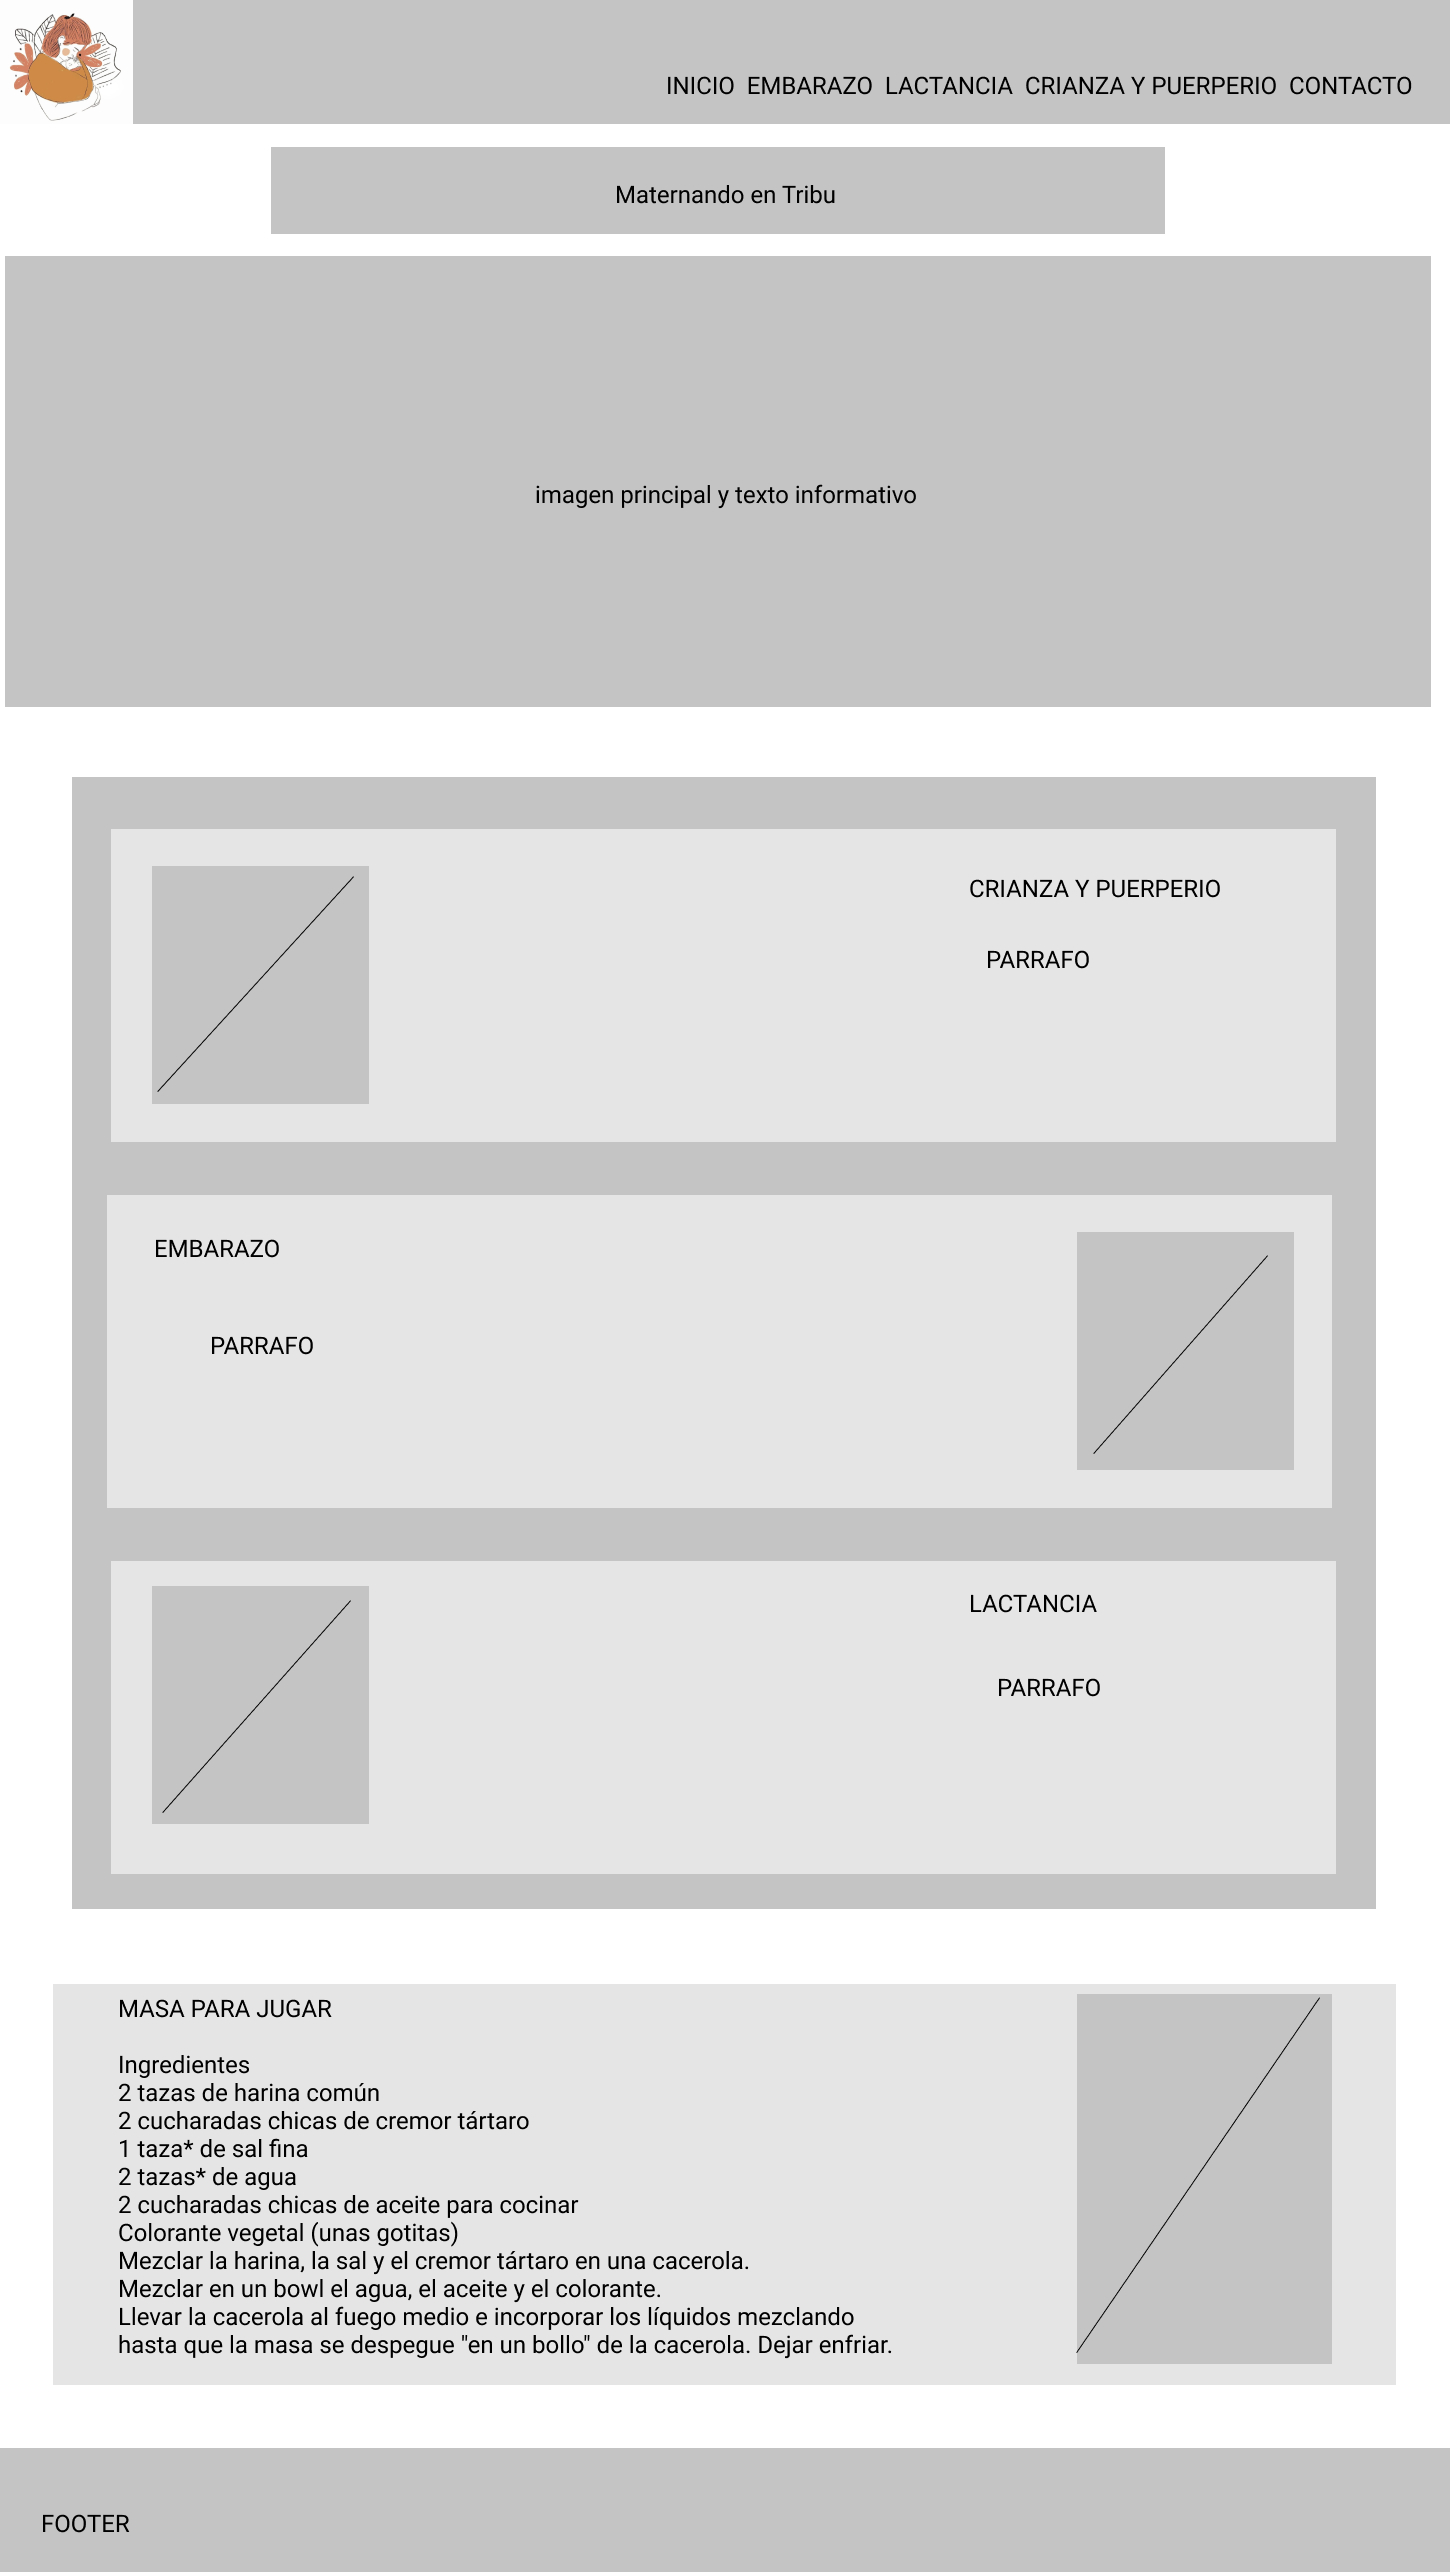 INICIO EMBARAZO LACTANCIA CRIANZA Y PUERPERIO CONTACTO
Maternando en Tribu
imagen principal y texto informativo
CRIANZA Y PUERPERIO
PARRAFO
EMBARAZO
PARRAFO
LACTANCIA
PARRAFO
MASA PARA JUGAR
Ingredientes
2 tazas de harina común
2 cucharadas chicas de cremor tártaro
1 taza* de sal fina
2 tazas* de agua
2 cucharadas chicas de aceite para cocinar
Colorante vegetal (unas gotitas)
Mezclar la harina, la sal y el cremor tártaro en una cacerola.
Mezclar en un bowl el agua, el aceite y el colorante.
Llevar la cacerola al fuego medio e incorporar los líquidos mezclando
hasta que la masa se despegue "en un bollo" de la cacerola. Dejar enfriar.
FOOTER